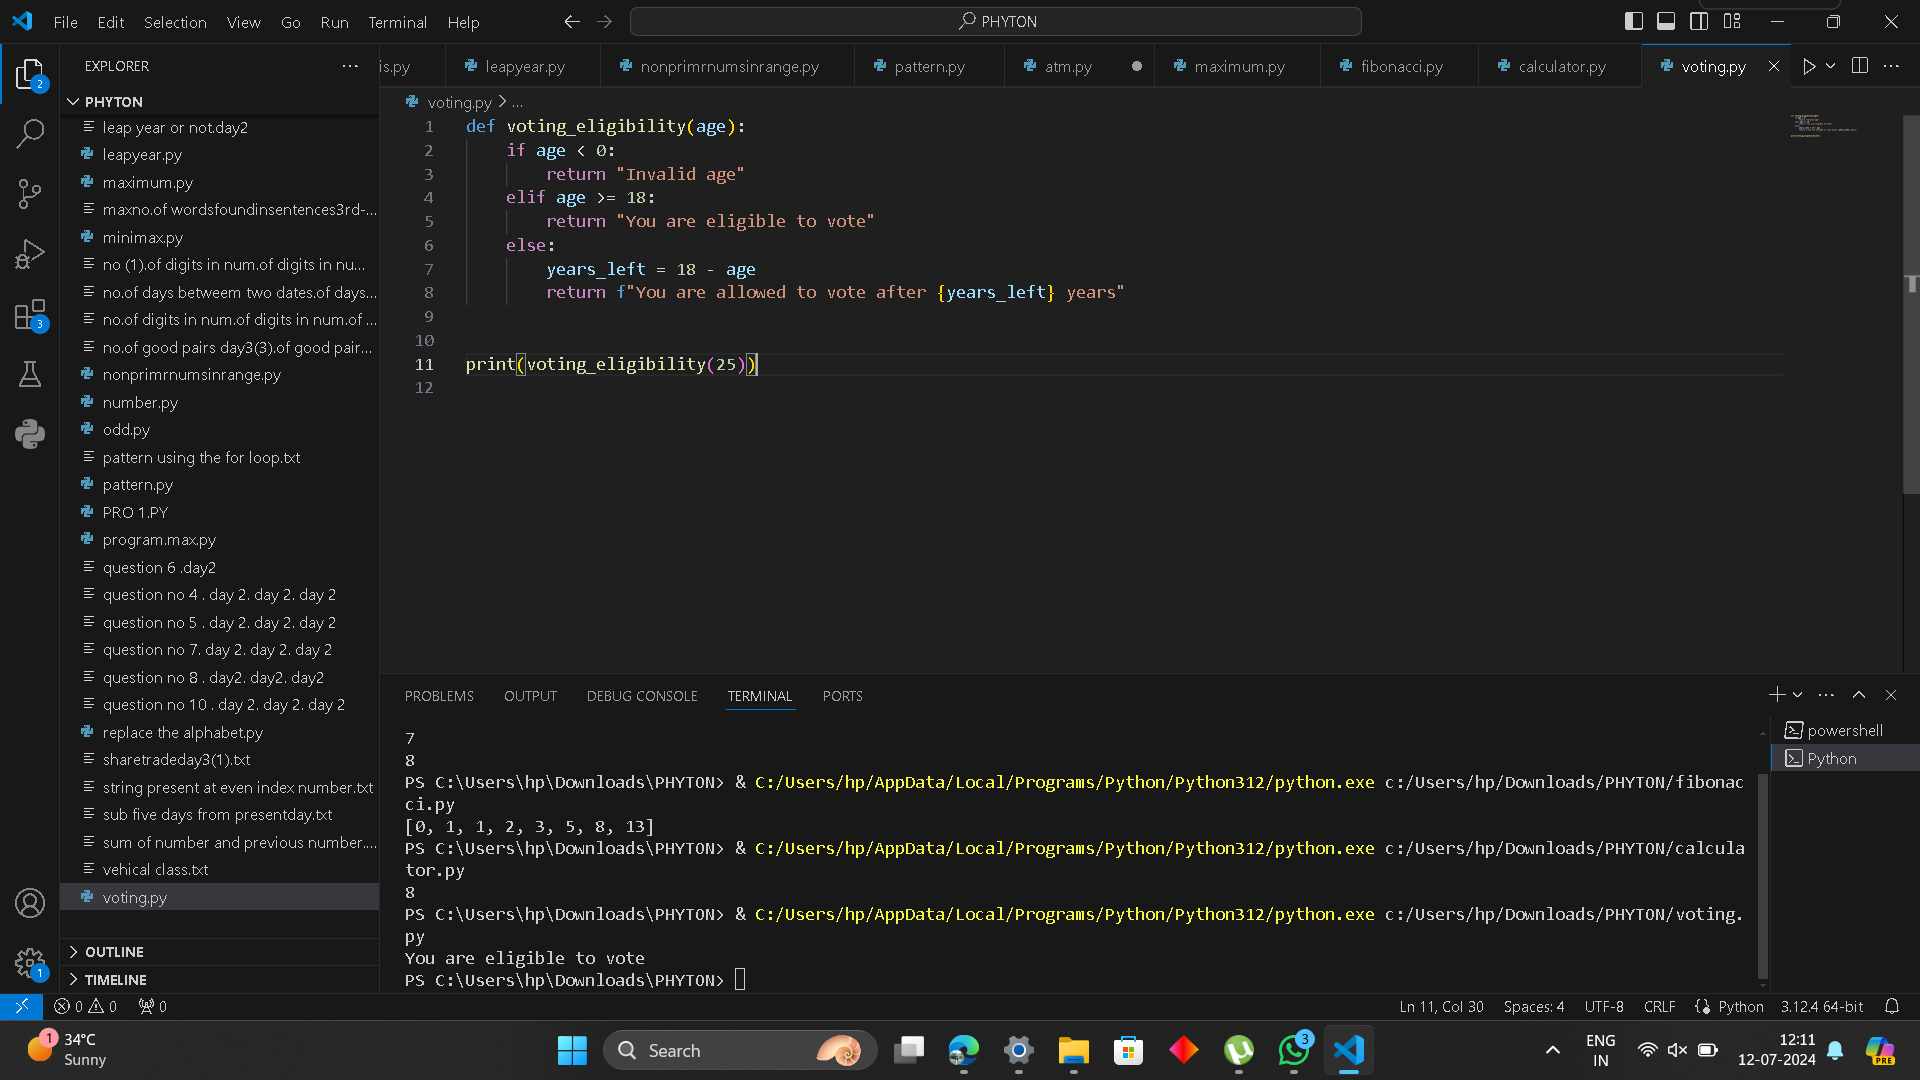 File Edit Selection View Go Run Terminal Help
PHYTON
EXPLORER
is.py leapyear.py nonprimrnumsinrange.py pattern.py atm.py maximum.py fibonacci.py calculator.py voting.py
2
PHYTON
leap year or not.day2
leapyear.py
maximum.py
maxno.of wordsfoundinsentences3rd-...
minimax.py
no (1).of digits in num.of digits in nu...
no.of days betweem two dates.of days...
no.of digits in num.of digits in num.of ...
no.of good pairs day3(3).of good pair...
nonprimrnumsinrange.py
number.py
odd.py
pattern using the for loop.txt
pattern.py
PRO 1.PY
program.max.py
question 6 .day2
question no 4 . day 2. day 2. day 2
question no 5 . day 2. day 2. day 2
question no 7. day 2. day 2. day 2
question no 8 . day2. day2. day2
question no 10 . day 2. day 2. day 2
replace the alphabet.py
sharetradeday3(1).txt
string present at even index number.txt
sub five days from presentday.txt
sum of number and previous number....
vehical class.txt
voting.py
OUTLINE
TIMELINE
3
1
voting.py > ...
1 def voting_eligibility(age):
2 if age < 0:
3 return "Invalid age"
4 elif age >= 18:
5 return "You are eligible to vote"
6 else:
7 years_left = 18 - age
8 return f"You are allowed to vote after {years_left} years"
9
10
11 print(voting_eligibility(25))
12
PROBLEMS OUTPUT DEBUG CONSOLE TERMINAL PORTS
7
8
PS C:\Users\hp\Downloads\PHYTON> & C:/Users/hp/AppData/Local/Programs/Python/Python312/python.exe c:/Users/hp/Downloads/PHYTON/fibonac
ci.py
[0, 1, 1, 2, 3, 5, 8, 13]
PS C:\Users\hp\Downloads\PHYTON> & C:/Users/hp/AppData/Local/Programs/Python/Python312/python.exe c:/Users/hp/Downloads/PHYTON/calcula
tor.py
8
PS C:\Users\hp\Downloads\PHYTON> & C:/Users/hp/AppData/Local/Programs/Python/Python312/python.exe c:/Users/hp/Downloads/PHYTON/voting.
py
You are eligible to vote
PS C:\Users\hp\Downloads\PHYTON>
powershell
Python
0 0 0
Ln 11, Col 30 Spaces: 4 UTF-8 CRLF Python 3.12.4 64-bit
1
34°C
Sunny
Search
3
ENG
IN
12:11
12-07-2024
PRE